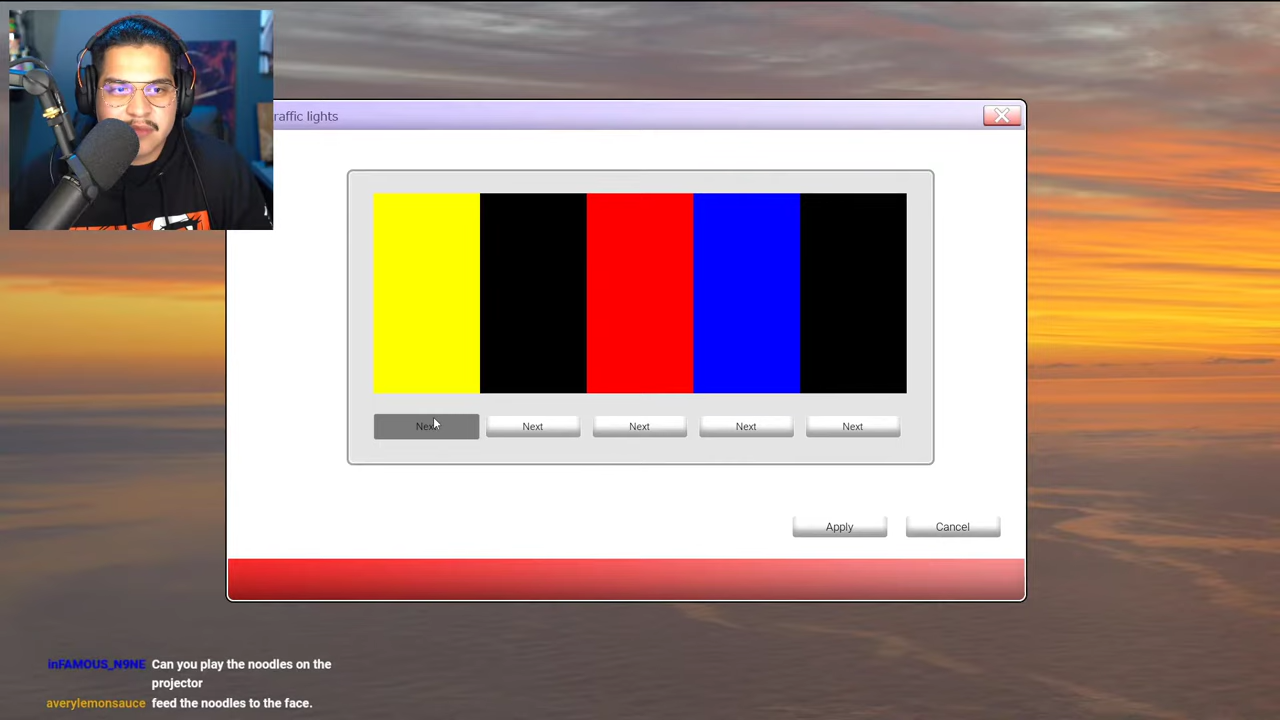 raffic lights
Next Next Next Next Next
Apply Cancel
inFAMOUS_N9NE Can you play the noodles on the
projector
averylemonsauce feed the noodles to the face.